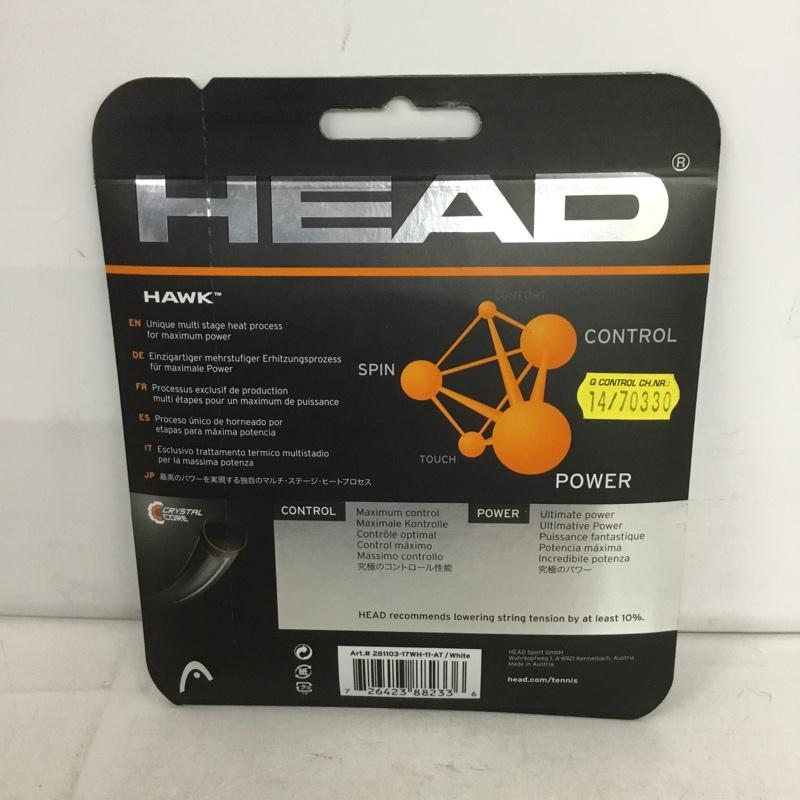 HEAD®
HAWK™
EN Unique multi stage heat process
for maximum power
DE Einzigartiger mehrstufiger Erhitzungsprozess
für maximale Power
FR Processus exclusif de production
multi étapes pour un maximum de puissance
ES Proceso único de horneado por
etapas para máxima potencia
IT Esclusivo trattamento termico multistadio
per la massima potenza
JP 最高のパワーを実現する独自のマルチ・ステージ・ヒートプロセス
COMFORT
CONTROL
SPIN
TOUCH
POWER
Q CONTROL CH.NR.:
14/70330
CRYSTAL
CORE
CONTROL
Maximum control
Maximale Kontrolle
Contrôle optimal
Control máximo
Massimo controllo
究極のコントロール性能
POWER
Ultimate power
Ultimative Power
Puissance fantastique
Potencia máxima
Incredibile potenza
究極のパワー
HEAD recommends lowering string tension by at least 10%.
Art.# 281103-17WH-11-AT / White
7 26423 88233 6
HEAD Sport GmbH
Wuhrkopfweg 1, A-6921 Kennelbach, Austria
Made in Austria.
head.com/tennis